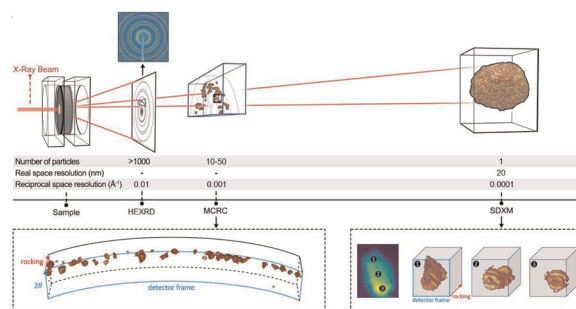 X-Ray Beam
Number of particles >1000 10-50 1
Real space resolution (nm) - - 20
Reciprocal space resolution (Å⁻¹) 0.01 0.001 0.0001
Sample HEXRD MCRC SDXM
rocking
2θ
detector frame
1
2
3
1
2
3
detector frame
rocking